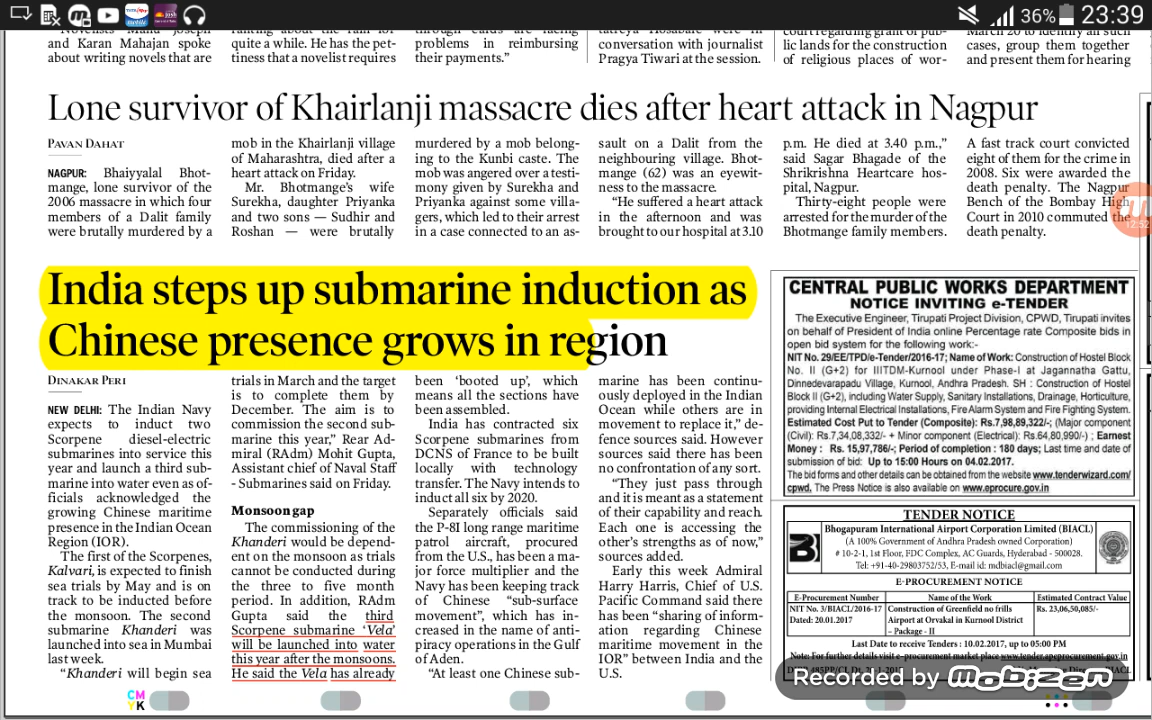 36% 23:39
Novelists Manu Joseph
and Karan Mahajan spoke
about writing novels that are
quite a while. He has the pet-
tiness that a novelist requires
through cards are facing
problems in reimbursing
their payments.”
conversation with journalist
Pragya Tiwari at the session.
lic lands for the construction
of religious places of wor-
March 20 to identify all such
cases, group them together
and present them for hearing
Lone survivor of Khairlanji massacre dies after heart attack in Nagpur
PAVAN DAHAT
NAGPUR: Bhaiyyalal Bhot-
mange, lone survivor of the
2006 massacre in which four
members of a Dalit family
were brutally murdered by a
mob in the Khairlanji village
of Maharashtra, died after a
heart attack on Friday.
Mr. Bhotmange’s wife
Surekha, daughter Priyanka
and two sons — Sudhir and
Roshan — were brutally
murdered by a mob belong-
ing to the Kunbi caste. The
mob was angered over a testi-
mony given by Surekha and
Priyanka against some villa-
gers, which led to their arrest
in a case connected to an as-
sault on a Dalit from the
neighbouring village. Bhot-
mange (62) was an eyewit-
ness to the massacre.
“He suffered a heart attack
in the afternoon and was
brought to our hospital at 3.10
p.m. He died at 3.40 p.m.,”
said Sagar Bhagade of the
Shrikrishna Heartcare hos-
pital, Nagpur.
Thirty-eight people were
arrested for the murder of the
Bhotmange family members.
A fast track court convicted
eight of them for the crime in
2008. Six were awarded the
death penalty. The Nagpur
Bench of the Bombay High
Court in 2010 commuted the
death penalty.
12:52
India steps up submarine induction as
Chinese presence grows in region
DINAKAR PERI
NEW DELHI: The Indian Navy
expects to induct two
Scorpene diesel-electric
submarines into service this
year and launch a third sub-
marine into water even as of-
ficials acknowledged the
growing Chinese maritime
presence in the Indian Ocean
Region (IOR).
The first of the Scorpenes,
Kalvari, is expected to finish
sea trials by May and is on
track to be inducted before
the monsoon. The second
submarine Khanderi was
launched into sea in Mumbai
last week.
“Khanderi will begin sea
trials in March and the target
is to complete them by
December. The aim is to
commission the second sub-
marine this year,” Rear Ad-
miral (RAdm) Mohit Gupta,
Assistant chief of Naval Staff
- Submarines said on Friday.
Monsoon gap
The commissioning of the
Khanderi would be depend-
ent on the monsoon as trials
cannot be conducted during
the three to five month
period. In addition, RAdm
Gupta said the third
Scorpene submarine ‘Vela’
will be launched into water
this year after the monsoons.
He said the Vela has already
been ‘booted up’, which
means all the sections have
been assembled.
India has contracted six
Scorpene submarines from
DCNS of France to be built
locally with technology
transfer. The Navy intends to
induct all six by 2020.
Separately officials said
the P-8I long range maritime
patrol aircraft, procured
from the U.S., has been a ma-
jor force multiplier and the
Navy has been keeping track
of Chinese “sub-surface
movement”, which has in-
creased in the name of anti-
piracy operations in the Gulf
of Aden.
“At least one Chinese sub-
marine has been continu-
ously deployed in the Indian
Ocean while others are in
movement to replace it,” de-
fence sources said. However
sources said there has been
no confrontation of any sort.
“They just pass through
and it is meant as a statement
of their capability and reach.
Each one is accessing the
other’s strengths as of now,”
sources added.
Early this week Admiral
Harry Harris, Chief of U.S.
Pacific Command said there
has been “sharing of inform-
ation regarding Chinese
maritime movement in the
IOR” between India and the
U.S.
CENTRAL PUBLIC WORKS DEPARTMENT
NOTICE INVITING e-TENDER
The Executive Engineer, Tirupati Project Division, CPWD, Tirupati invites
on behalf of President of India online Percentage rate Composite bids in
open bid system for the following work:-
NIT No. 29/EE/TPD/e-Tender/2016-17; Name of Work: Construction of Hostel Block
No. II (G+2) for IIITDM-Kurnool under Phase-I at Jagannatha Gattu,
Dinnedevarapadu Village, Kurnool, Andhra Pradesh. SH : Construction of Hostel
Block II (G+2), including Water Supply, Sanitary Installations, Drainage, Horticulture,
providing Internal Electrical Installations, Fire Alarm System and Fire Fighting System.
Estimated Cost Put to Tender (Composite): Rs.7,98,89,322/-; (Major component
(Civil): Rs.7,34,08,332/- + Minor component (Electrical): Rs.64,80,990/-) ; Earnest
Money : Rs. 15,97,786/-; Period of completion : 180 days; Last time and date of
submission of bid: Up to 15:00 Hours on 04.02.2017.
The bid forms and other details can be obtained from the website www.tenderwizard.com/
cpwd. The Press Notice is also available on www.eprocure.gov.in
TENDER NOTICE
Bhogapuram International Airport Corporation Limited (BIACL)
(A 100% Government of Andhra Pradesh owned Corporation)
# 10-2-1, 1st Floor, FDC Complex, AC Guards, Hyderabad - 500028.
Tel: +91-40-29803752/53, E-mail id: mdbiacl@gmail.com
E-PROCUREMENT NOTICE
E-Procurement Number Name of the Work Estimated Contract Value
NIT No. 3/BIACL/2016-17 Construction of Greenfield no frills Rs. 23,06,50,085/-
Dated: 20.01.2017 Airport at Orvakal in Kurnool District
– Package - II
Last Date to receive Tenders : 10.02.2017, up to 05:00 PM
Note: For further details visit e-procurement market place www.tender.apeprocurement.gov.in
Recorded by mobizen
CM
YK